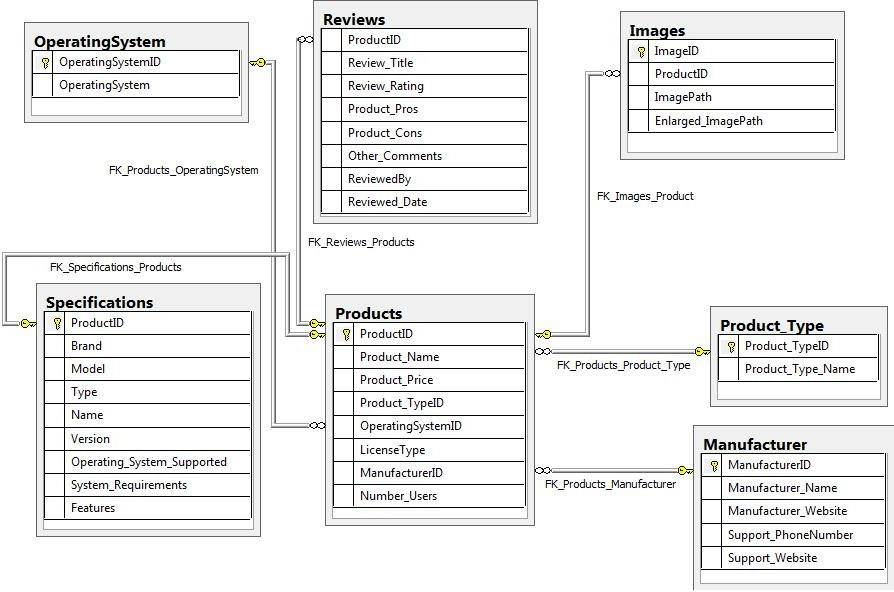 OperatingSystem
OperatingSystemID
OperatingSystem
Reviews
ProductID
Review_Title
Review_Rating
Product_Pros
Product_Cons
Other_Comments
ReviewedBy
Reviewed_Date
Images
ImageID
ProductID
ImagePath
Enlarged_ImagePath
FK_Products_OperatingSystem
FK_Images_Product
FK_Reviews_Products
FK_Specifications_Products
Specifications
ProductID
Brand
Model
Type
Name
Version
Operating_System_Supported
System_Requirements
Features
Products
ProductID
Product_Name
Product_Price
Product_TypeID
OperatingSystemID
LicenseType
ManufacturerID
Number_Users
Product_Type
Product_TypeID
Product_Type_Name
FK_Products_Product_Type
Manufacturer
ManufacturerID
Manufacturer_Name
Manufacturer_Website
Support_PhoneNumber
Support_Website
FK_Products_Manufacturer